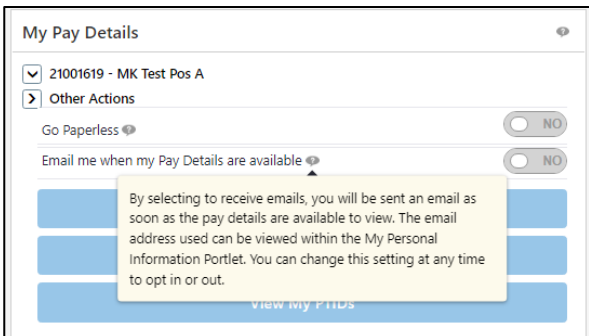 My Pay Details
21001619 - MK Test Pos A
Other Actions
Go Paperless
NO
Email me when my Pay Details are available
NO
By selecting to receive emails, you will be sent an email as
soon as the pay details are available to view. The email
address used can be viewed within the My Personal
Information Portlet. You can change this setting at any time
to opt in or out.
View My